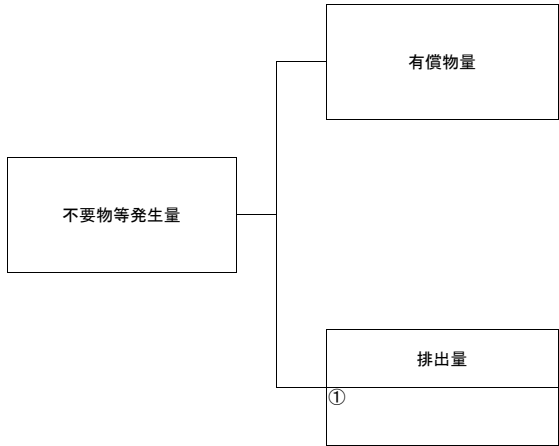 有償物量
不要物等発生量
排出量
①